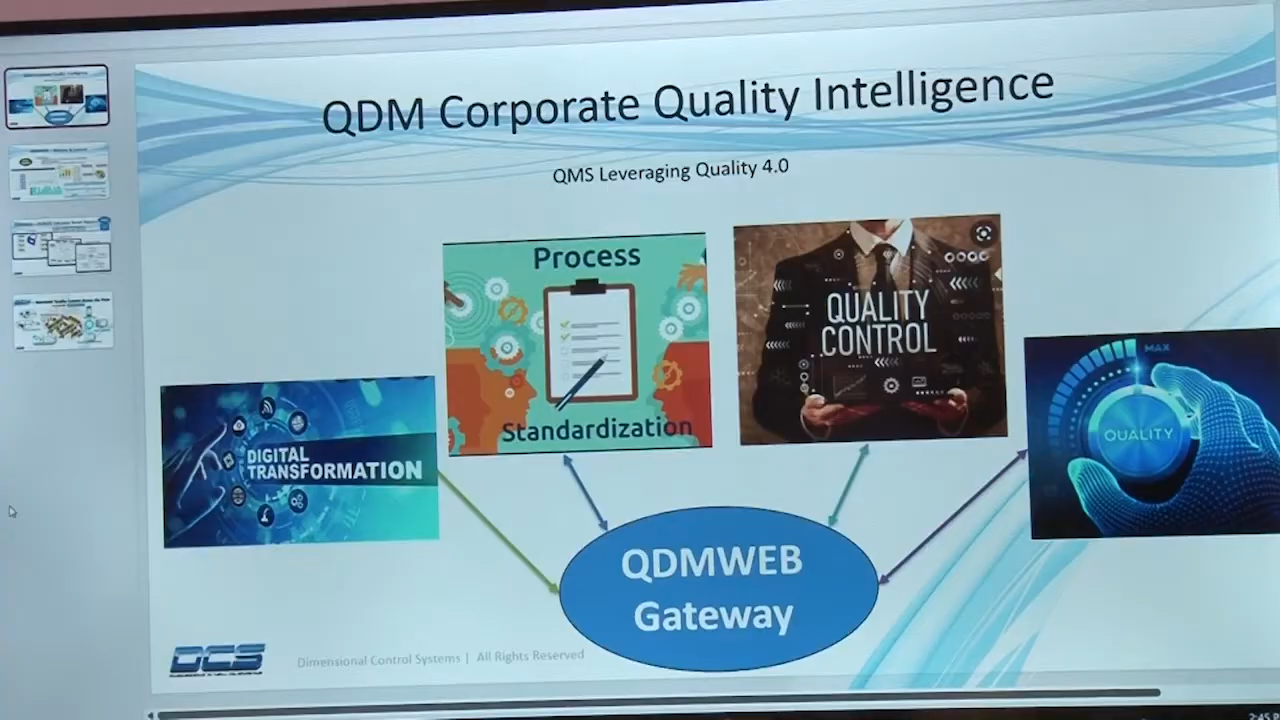 QDM Corporate Quality Intelligence
QMS Leveraging Quality 4.0
Process
Standardization
QUALITY
CONTROL
DIGITAL
TRANSFORMATION
MAX
QUALITY
QDMWEB
Gateway
DCS
Dimensional Control Systems | All Rights Reserved